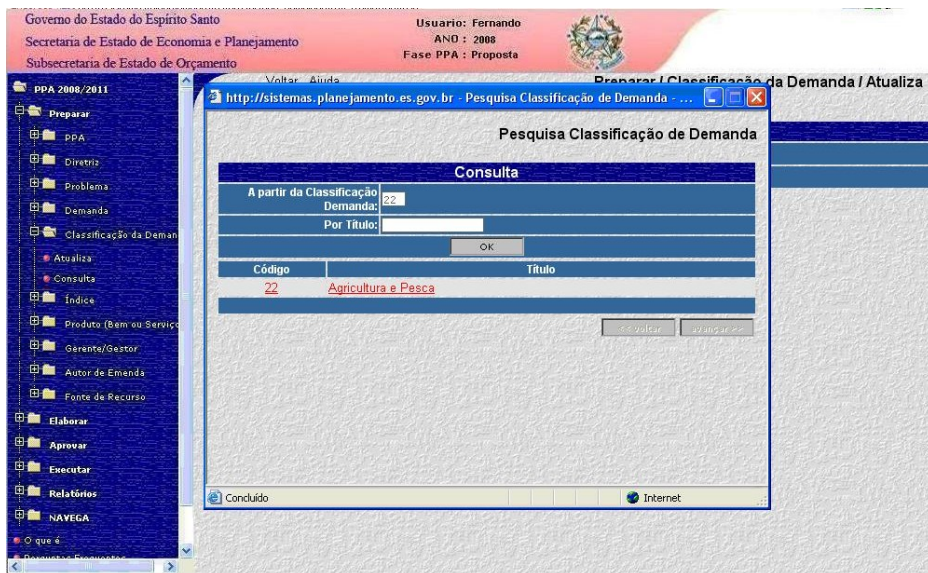 Governo do Estado do Espírito Santo
Secretaria de Estado de Economia e Planejamento
Subsecretaria de Estado de Orçamento
Usuario: Fernando
ANO : 2008
Fase PPA : Proposta
Voltar Ajuda
Preparar / Classificação da Demanda / Atualiza
PPA 2008/2011
Preparar
PPA
Diretriz
Problema
Demanda
Classificação da Deman
Atualiza
Consulta
Índice
Produto (Bem ou Serviço
Gerente/Gestor
Autor de Emenda
Fonte de Recurso
Elaborar
Aprovar
Executar
Relatórios
NAVEGA
O que é
Perguntas Frequentes
http://sistemas.planejamento.es.gov.br - Pesquisa Classificação de Demanda - ...
Pesquisa Classificação de Demanda
Consulta
A partir da Classificação
Demanda: 22
Por Título:
OK
Código Título
22 Agricultura e Pesca
<< voltar avançar >>
Concluído Internet